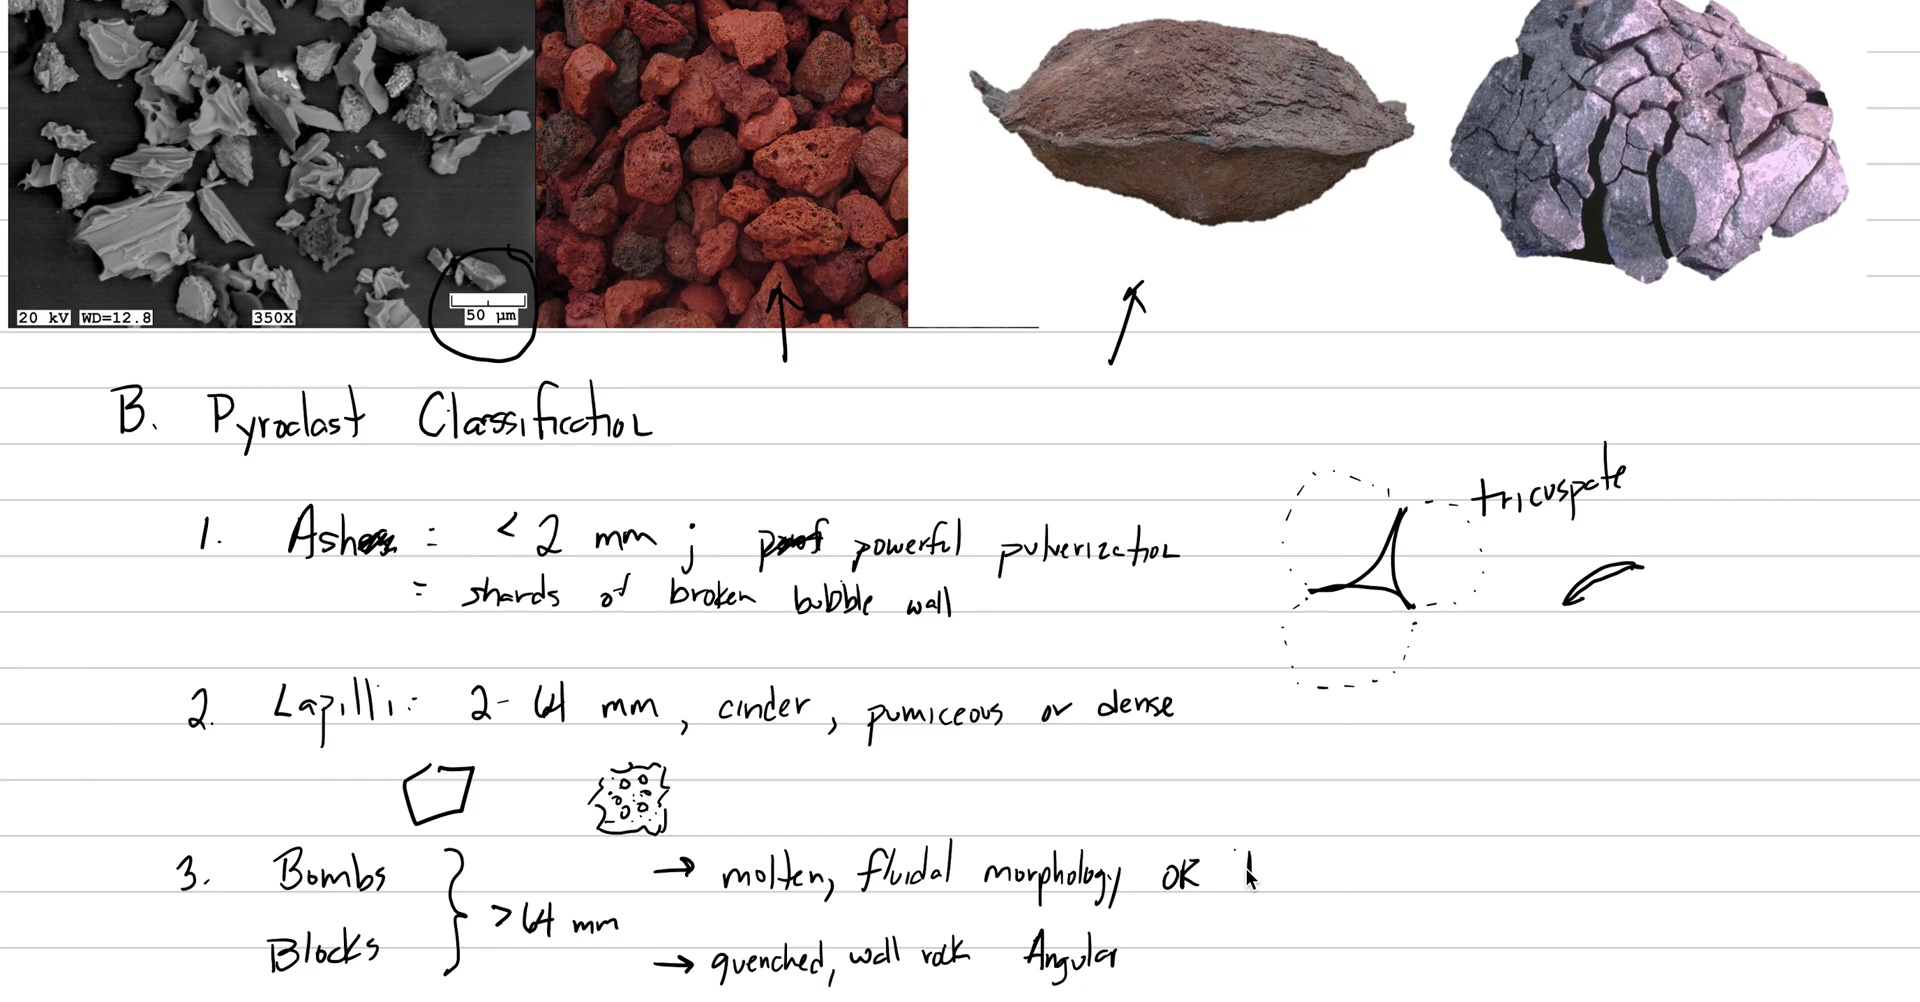 20 kV WD=12.8 350X 50 µm
B. Pyroclast Classification
tricuspate
1. Ash = < 2 mm ; powerful pulverization
= shards of broken bubble wall
2. Lapilli: 2-64 mm, cinder, pumiceous or dense
3. Bombs → molten, fluidal morphology OK
> 64 mm
Blocks → quenched, wall rock Angular